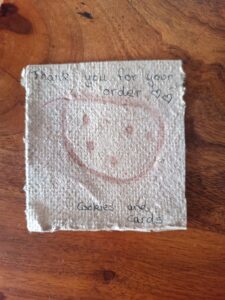 Thank you for your
order ♡♡
Cookies and
Cards